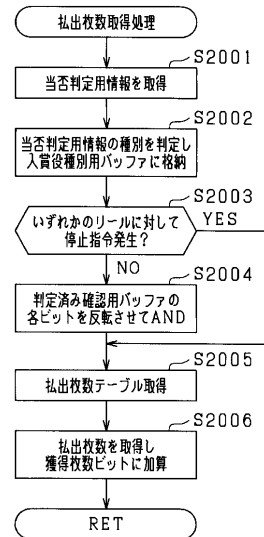 払出枚数取得処理
S2001
当否判定用情報を取得
S2002
当否判定用情報の種別を判定し
入賞役種別用バッファに格納
S2003
いずれかのリールに対して
停止指令発生?
YES
NO
S2004
判定済み確認用バッファの
各ビットを反転させてAND
S2005
払出枚数テーブル取得
S2006
払出枚数を取得し
獲得枚数ビットに加算
RET